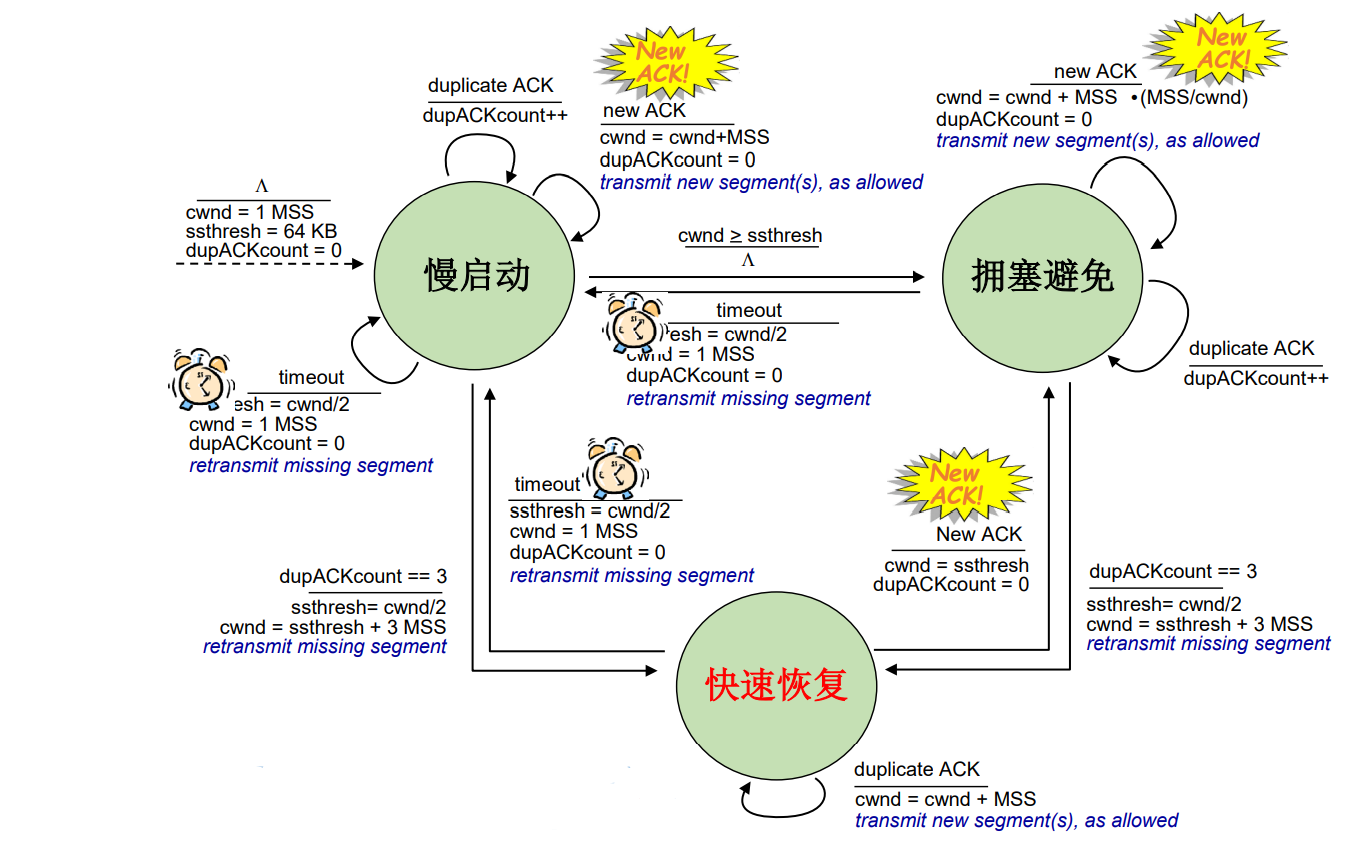 New
ACK!
duplicate ACK
dupACKcount++
new ACK
cwnd = cwnd+MSS
dupACKcount = 0
transmit new segment(s), as allowed
New
ACK!
new ACK
cwnd = cwnd + MSS •(MSS/cwnd)
dupACKcount = 0
transmit new segment(s), as allowed
Λ
cwnd = 1 MSS
ssthresh = 64 KB
dupACKcount = 0
慢启动
cwnd ≥ ssthresh
Λ
拥塞避免
timeout
resh = cwnd/2
cwnd = 1 MSS
dupACKcount = 0
retransmit missing segment
duplicate ACK
dupACKcount++
timeout
esh = cwnd/2
cwnd = 1 MSS
dupACKcount = 0
retransmit missing segment
timeout
ssthresh = cwnd/2
cwnd = 1 MSS
dupACKcount = 0
retransmit missing segment
New
ACK!
New ACK
cwnd = ssthresh
dupACKcount = 0
dupACKcount == 3
ssthresh= cwnd/2
cwnd = ssthresh + 3 MSS
retransmit missing segment
dupACKcount == 3
ssthresh= cwnd/2
cwnd = ssthresh + 3 MSS
retransmit missing segment
快速恢复
duplicate ACK
cwnd = cwnd + MSS
transmit new segment(s), as allowed